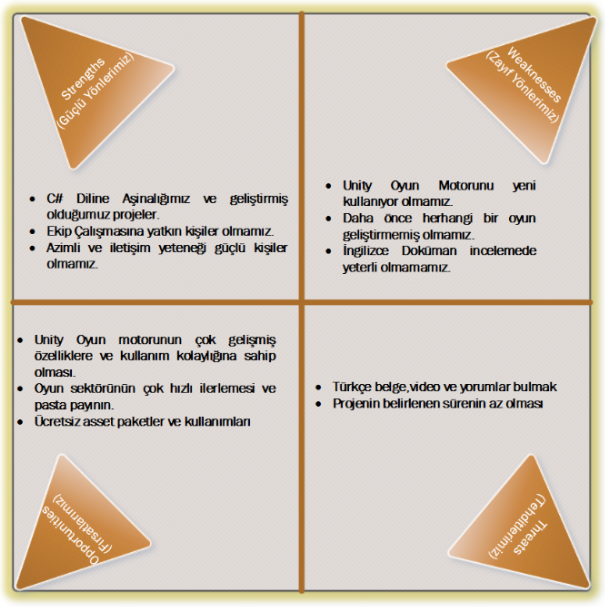 Strengths
(Güçlü Yönlerimiz)
• C# Diline Aşinalığımız ve geliştirmiş
olduğumuz projeler.
• Ekip Çalışmasına yatkın kişiler olmamız.
• Azimli ve iletişim yeteneği güçlü kişiler
olmamız.
Weaknesses
(Zayıf Yönlerimiz)
• Unity Oyun Motorunu yeni
kullanıyor olmamız.
• Daha önce herhangi bir oyun
geliştirmemiş olmamız.
• İngilizce Doküman incelemede
yeterli olmamamız.
• Unity Oyun motorunun çok gelişmiş
özelliklere ve kullanım kolaylığına sahip
olması.
• Oyun sektörünün çok hızlı ilerlemesi ve
pasta payının.
• Ücretsiz asset paketler ve kullanımları
Opportunities
(Fırsatlarımız)
• Türkçe belge,video ve yorumlar bulmak
• Projenin belirlenen sürenin az olması
Threats
(Tehditlerimiz)